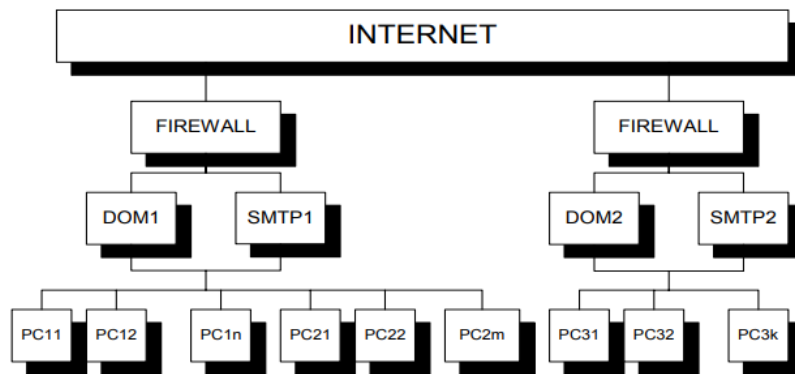 INTERNET
FIREWALL FIREWALL
DOM1 SMTP1 DOM2 SMTP2
PC11 PC12 PC1n PC21 PC22 PC2m PC31 PC32 PC3k